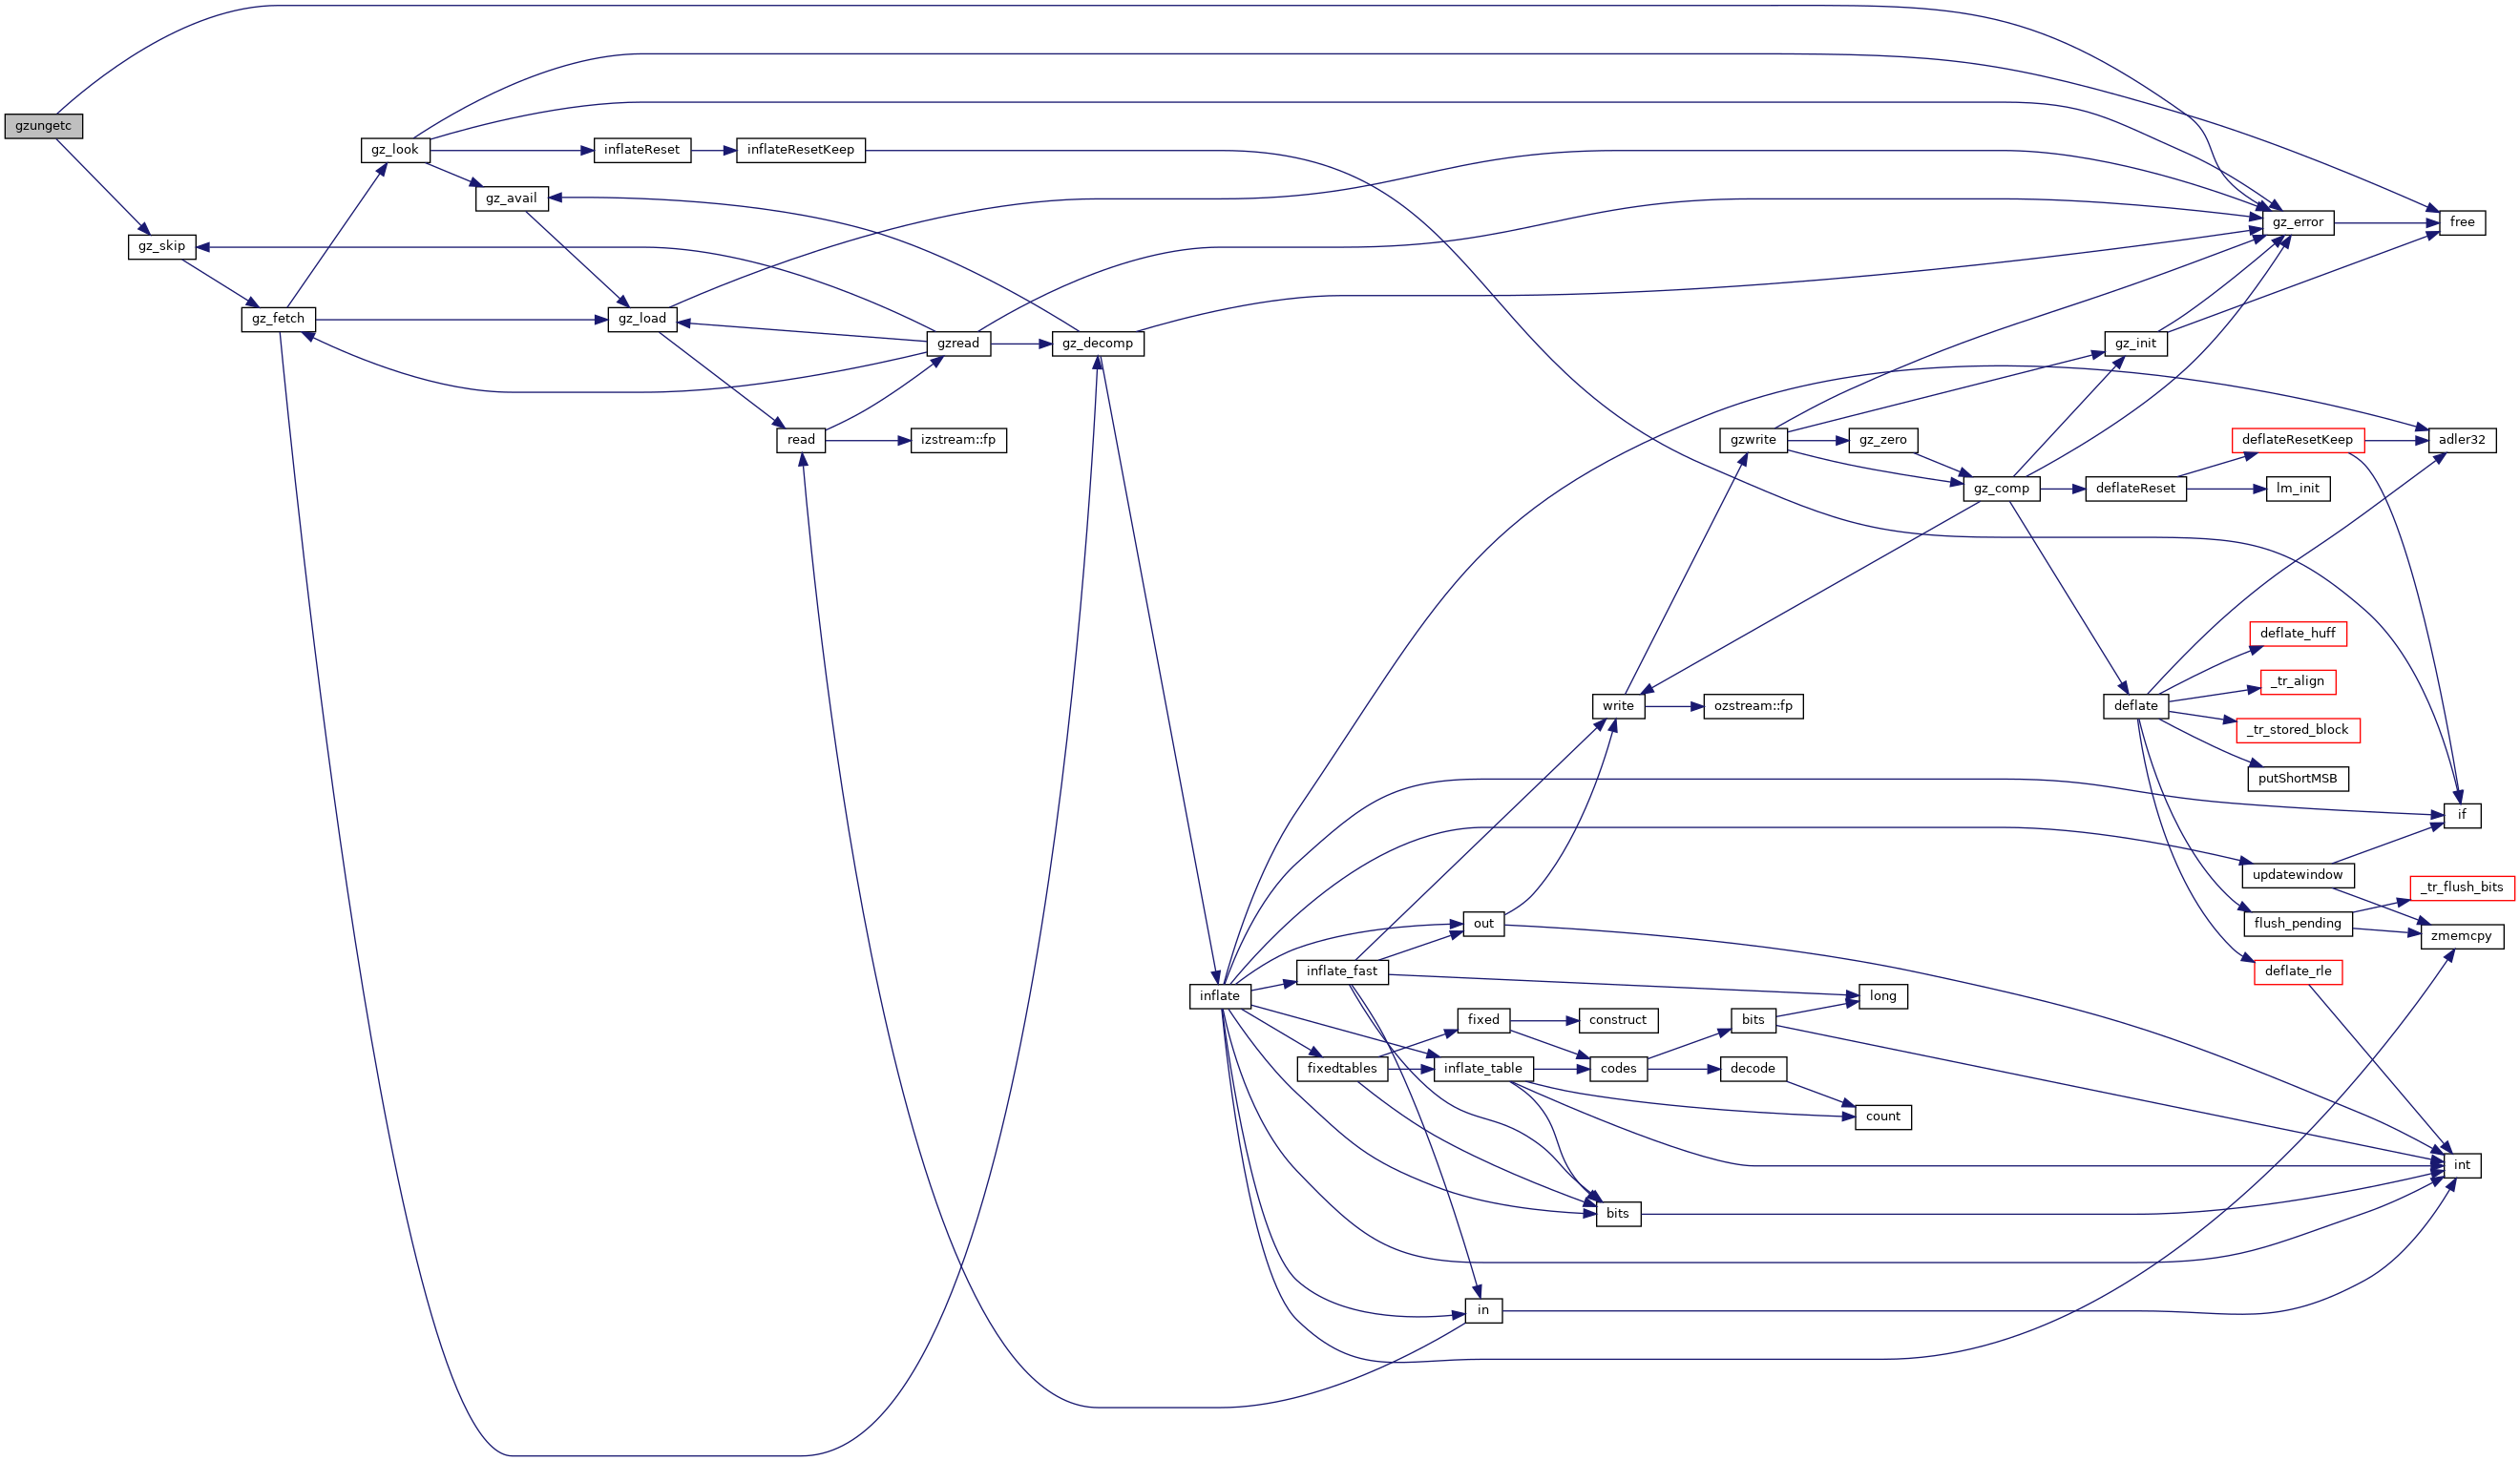 gzungetc
gz_skip
gz_fetch
gz_look
gz_avail
inflateReset
inflateResetKeep
gz_load
read
gzread
izstream::fp
gz_decomp
inflate
inflate_fast
fixedtables
out
fixed
inflate_table
in
write
construct
codes
bits
gzwrite
ozstream::fp
bits
decode
gz_zero
long
count
gz_comp
gz_init
deflateReset
deflate
gz_error
deflateResetKeep
lm_init
deflate_huff
_tr_align
_tr_stored_block
putShortMSB
updatewindow
flush_pending
deflate_rle
free
adler32
if
_tr_flush_bits
zmemcpy
int